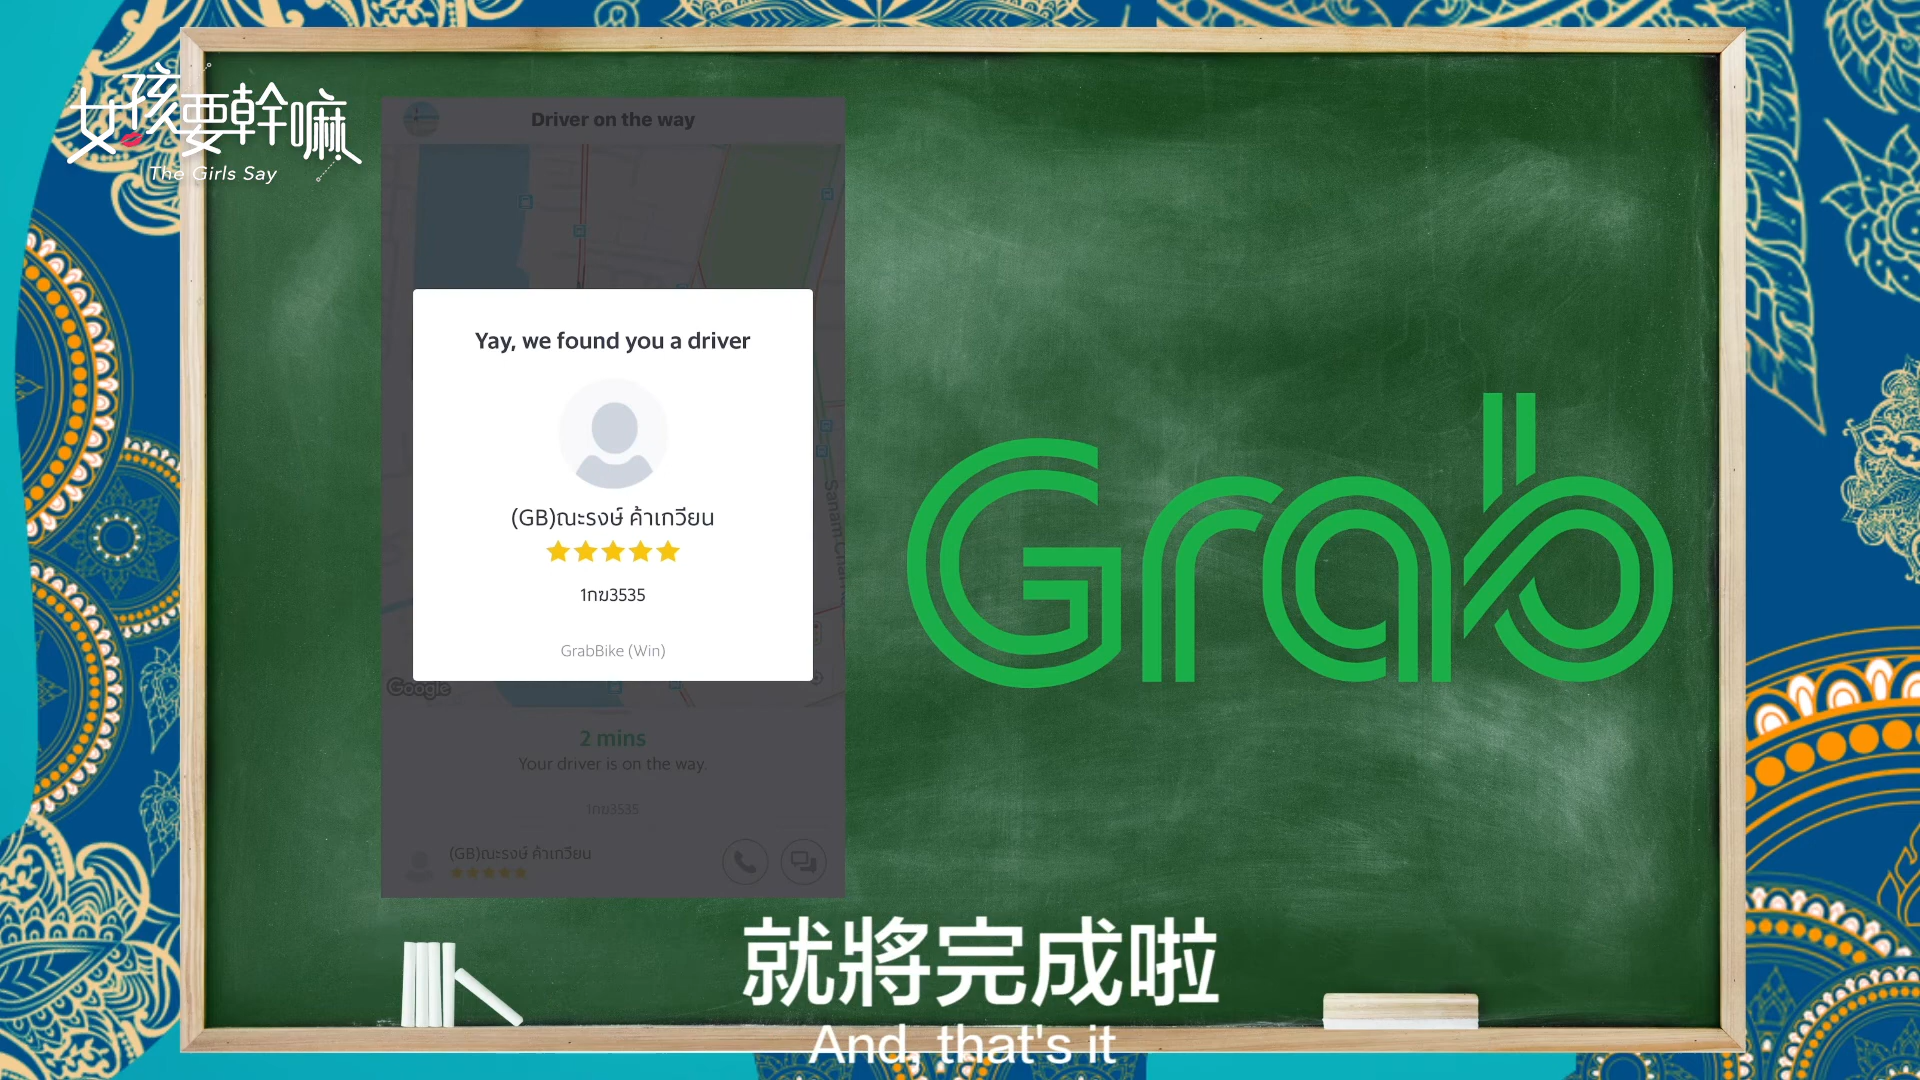 女孩要幹嘛
The Girls Say
Driver on the way
Yay, we found you a driver
(GB)ณะรงษ์ ค้าเกวียน
1กฆ3535
GrabBike (Win)
Google
2 mins
Your driver is on the way.
1กฆ3535
(GB)ณะรงษ์ ค้าเกวียน
Grab
就將完成啦
And, that's it